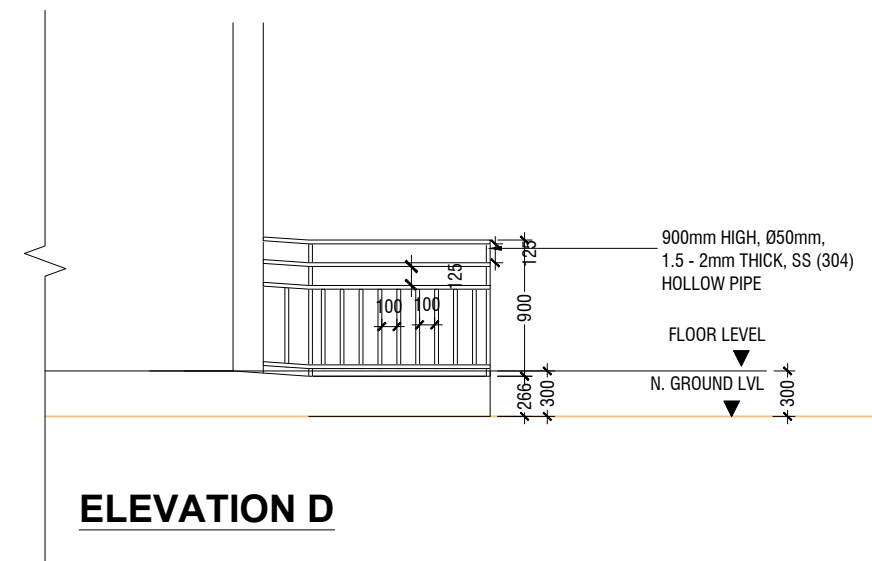 125
900mm HIGH, Ø50mm,
1.5 - 2mm THICK, SS (304)
HOLLOW PIPE
125
100 100
900
FLOOR LEVEL
N. GROUND LVL
266
300
300
ELEVATION D